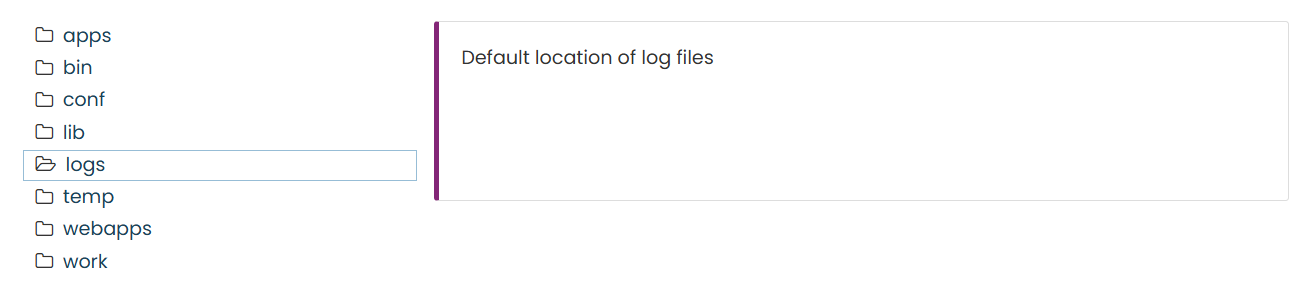 apps
bin
conf
lib
logs
temp
webapps
work
Default location of log files